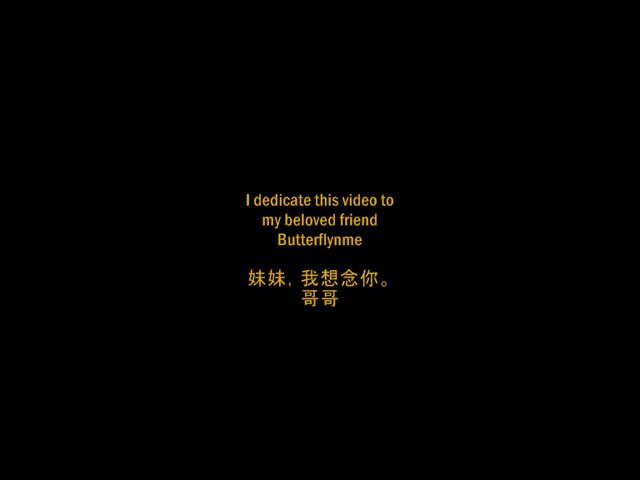 I dedicate this video to
my beloved friend
Butterflynme
妹妹, 我想念你。
哥哥